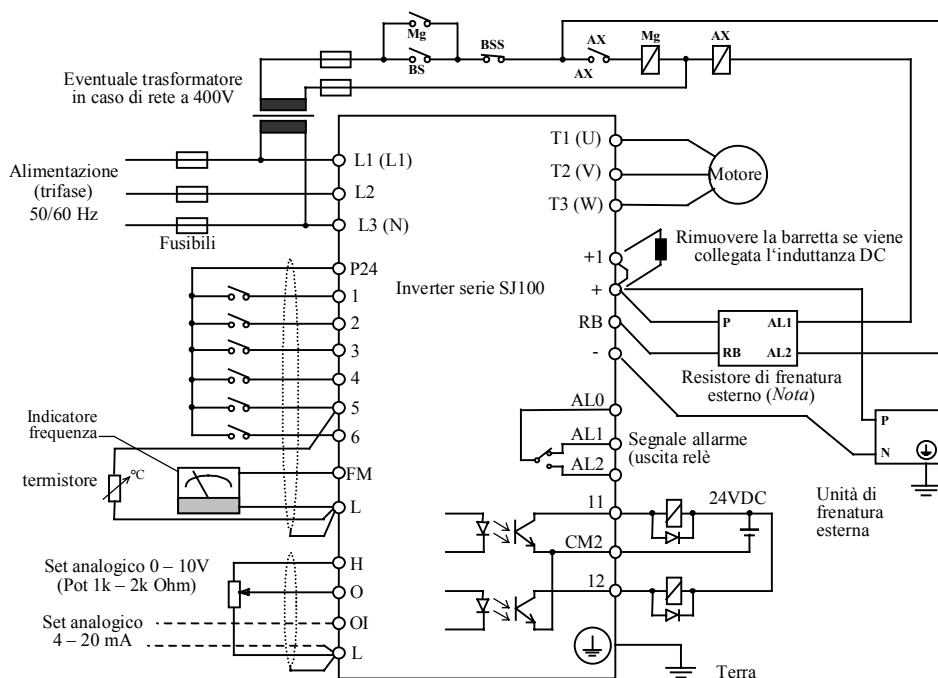 Mg
BS
BSS
AX
AX
Mg
AX
Eventuale trasformatore
in caso di rete a 400V
Alimentazione
(trifase)
50/60 Hz
Fusibili
L1 (L1)
L2
L3 (N)
T1 (U)
T2 (V)
T3 (W)
Motore
P24
1
2
3
4
5
6
Inverter serie SJ100
+1
+
RB
-
Rimuovere la barretta se viene
collegata l‘induttanza DC
P AL1
RB AL2
Resistore di frenatura
esterno (Nota)
P
N
Unità di
frenatura
esterna
AL0
AL1
AL2
Segnale allarme
(uscita relè
Indicatore
frequenza
termistore
°C
FM
L
11
CM2
12
24VDC
Set analogico 0 – 10V
(Pot 1k – 2k Ohm)
Set analogico
4 – 20 mA
H
O
OI
L
Terra